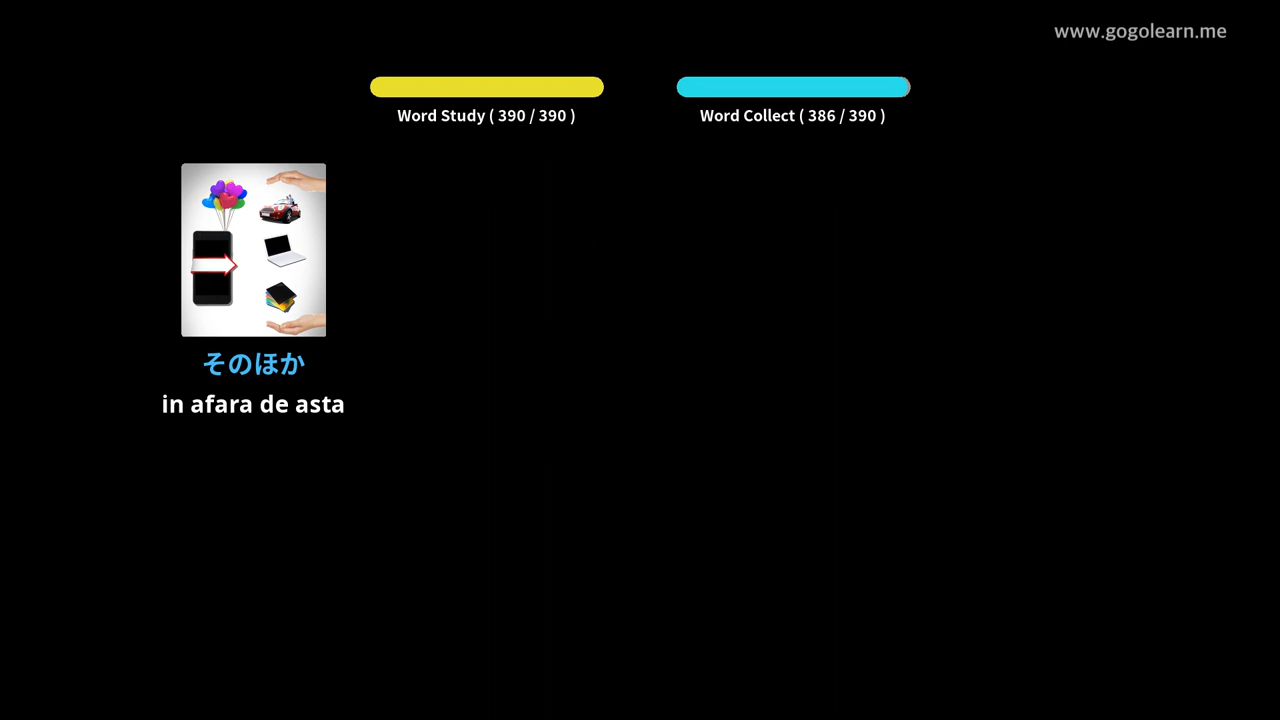 www.gogolearn.me
Word Study ( 390 / 390 )
Word Collect ( 386 / 390 )
そのほか
in afara de asta